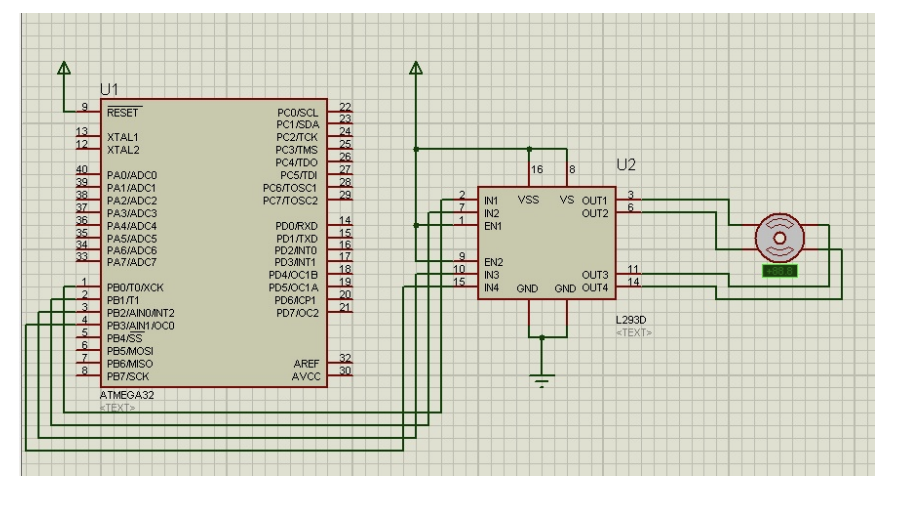 U1
9 RESET
13 XTAL1
12 XTAL2
40 PA0/ADC0
39 PA1/ADC1
38 PA2/ADC2
37 PA3/ADC3
36 PA4/ADC4
35 PA5/ADC5
34 PA6/ADC6
33 PA7/ADC7
1 PB0/T0/XCK
2 PB1/T1
3 PB2/AIN0/INT2
4 PB3/AIN1/OC0
5 PB4/SS
6 PB5/MOSI
7 PB6/MISO
8 PB7/SCK
PC0/SCL 22
PC1/SDA 23
PC2/TCK 24
PC3/TMS 25
PC4/TDO 26
PC5/TDI 27
PC6/TOSC1 28
PC7/TOSC2 29
PD0/RXD 14
PD1/TXD 15
PD2/INT0 16
PD3/INT1 17
PD4/OC1B 18
PD5/OC1A 19
PD6/ICP1 20
PD7/OC2 21
AREF 32
AVCC 30
ATMEGA32
<TEXT>
U2
16 8
VSS VS
2 IN1
7 IN2
1 EN1
9 EN2
10 IN3
15 IN4
OUT1 3
OUT2 6
OUT3 11
OUT4 14
GND GND
L293D
<TEXT>
+88.8